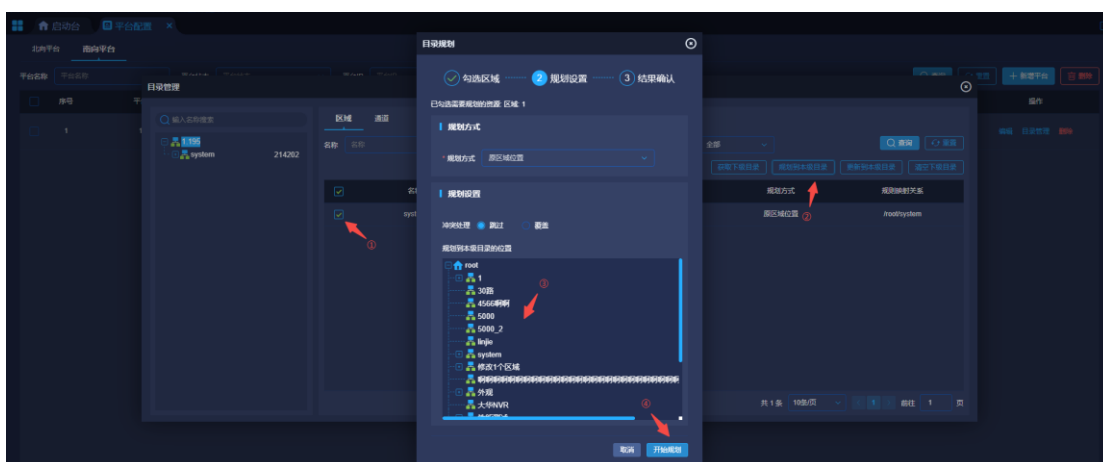 启动台 平台配置 ×
北向平台 南向平台
平台名称 平台名称
新增平台 删除
序号 操作
1 编辑 目录管理 删除
目录管理
输入名称搜索
1.195
system 214202
区域 通道
名称 名称 全部 查询 重置
获取下级目录 规划到本级目录 更新到本级目录 清空下级目录
规划方式 规则映射关系
原区域位置 /root/system
①
②
共 1 条 10条/页 1 前往 1 页
目录规划
勾选区域 2 规划设置 3 结果确认
已勾选需要规划的资源: 区域: 1
规划方式
* 规划方式 原区域位置
规划设置
冲突处理 跳过 覆盖
规划到本级目录的位置
root
1
30路
4566啊啊
5000
5000_2
linjie
system
修改1个区域
外观
大华NVR
③
④
取消 开始规划